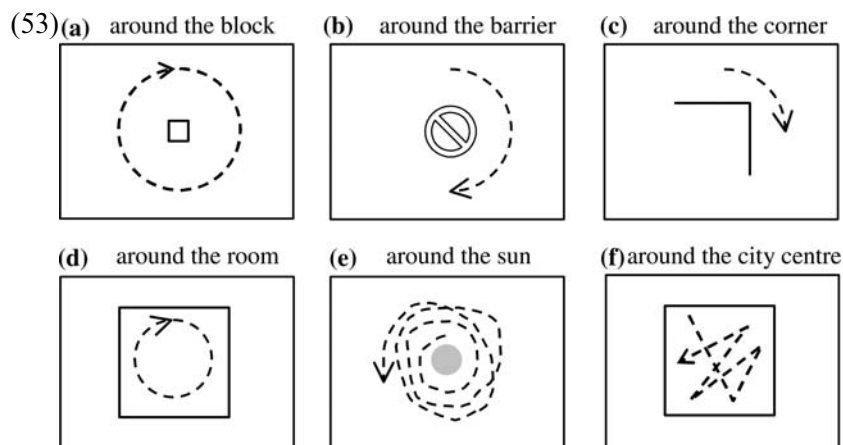 (53) (a) around the block (b) around the barrier (c) around the corner
(d) around the room (e) around the sun (f) around the city centre